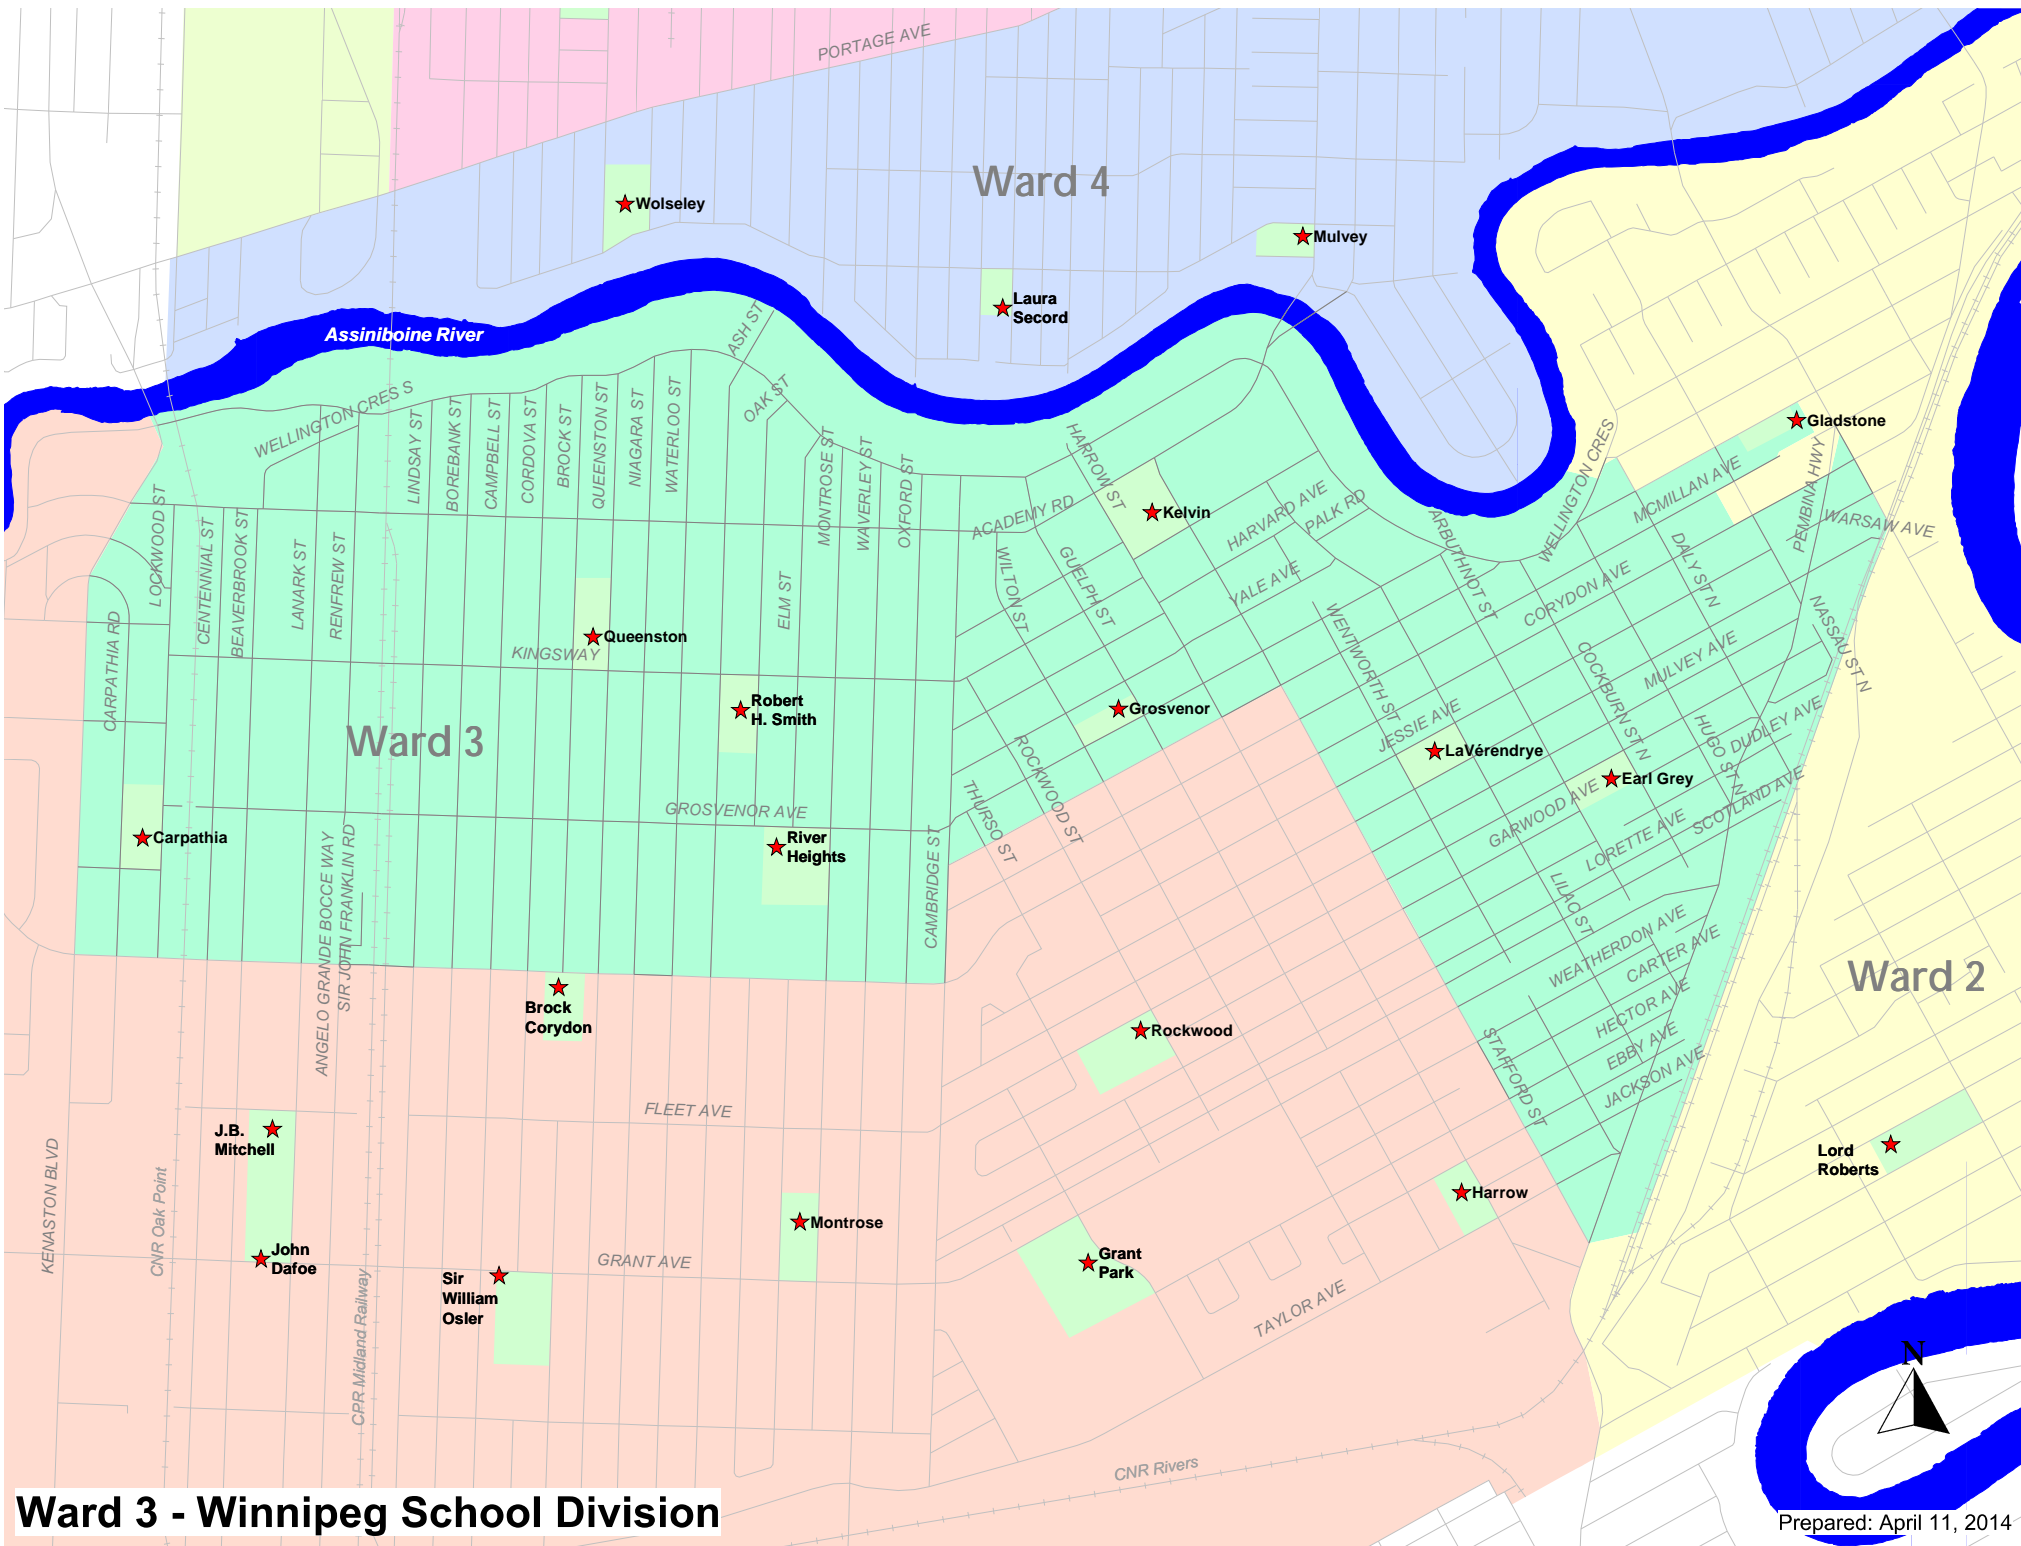 PORTAGE AVE
Ward 4
Wolseley
Mulvey
Laura
Secord
Assiniboine River
ASH ST
OAK ST
WELLINGTON CRES S
LINDSAY ST
BOREBANK ST
CAMPBELL ST
CORDOVA ST
BROCK ST
QUEENSTON ST
NIAGARA ST
WATERLOO ST
MONTROSE ST
WAVERLEY ST
OXFORD ST
HARROW ST
WELLINGTON CRES
Gladstone
MCMILLAN AVE
PEMBINA HWY
WARSAW AVE
ACADEMY RD
Kelvin
HARVARD AVE
PALK RD
ARBUTHNOT ST
LOCKWOOD ST
CENTENNIAL ST
BEAVERBROOK ST
LANARK ST
RENFREW ST
ELM ST
WILTON ST
GUELPH ST
YALE AVE
CORYDON AVE
DALY ST N
NASSAU ST N
CARPATHIA RD
Queenston
KINGSWAY
WENTWORTH ST
COCKBURN ST N
MULVEY AVE
Robert
H. Smith
Grosvenor
Ward 3
ROCKWOOD ST
JESSIE AVE
LaVérendrye
HUGO ST N
DUDLEY AVE
Earl Grey
GARWOOD AVE
SCOTLAND AVE
THURSO ST
GROSVENOR AVE
Carpathia
River
Heights
LORETTE AVE
ANGELO GRANDE BOCCE WAY
SIR JOHN FRANKLIN RD
CAMBRIDGE ST
LILAC ST
WEATHERDON AVE
CARTER AVE
Ward 2
Brock
Corydon
Rockwood
HECTOR AVE
EBBY AVE
JACKSON AVE
STAFFORD ST
FLEET AVE
J.B.
Mitchell
Lord
Roberts
KENASTON BLVD
CNR Oak Point
Harrow
Montrose
John
Dafoe
GRANT AVE
Grant
Park
Sir
William
Osler
CPR Midland Railway
TAYLOR AVE
N
CNR Rivers
Ward 3 - Winnipeg School Division
Prepared: April 11, 2014